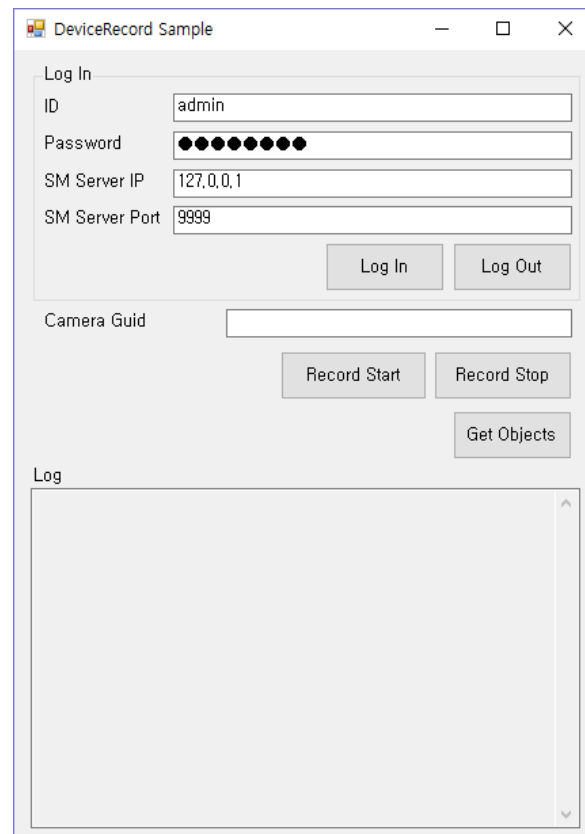 DeviceRecord Sample
Log In
ID admin
Password ●●●●●●●●
SM Server IP 127,0,0,1
SM Server Port 9999
Log In Log Out
Camera Guid
Record Start Record Stop
Get Objects
Log